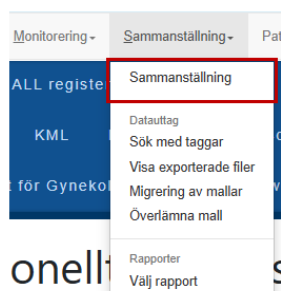 Monitorering Sammanställning Pat
ALL registe
Sammanställning
KML
Datauttag
Sök med taggar
Visa exporterade filer
t för Gynekol
Migrering av mallar
Överlämna mall
onellt
Rapporter
Välj rapport